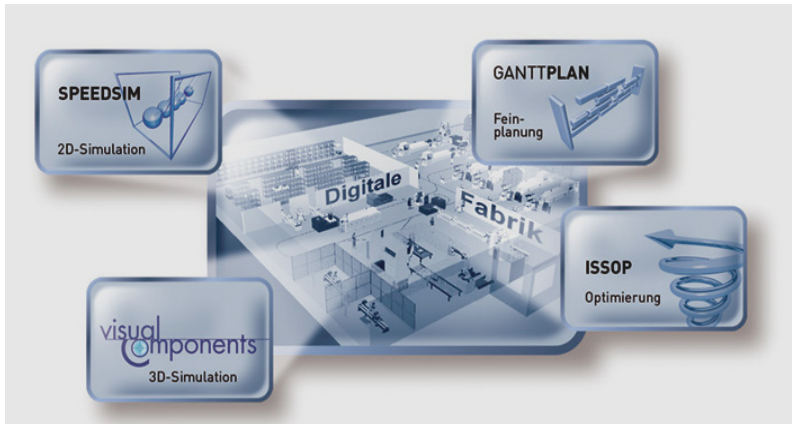 SPEEDSIM
2D-Simulation
GANTTPLAN
Fein-
planung
Digitale
Fabrik
ISSOP
Optimierung
visual
components
3D-Simulation